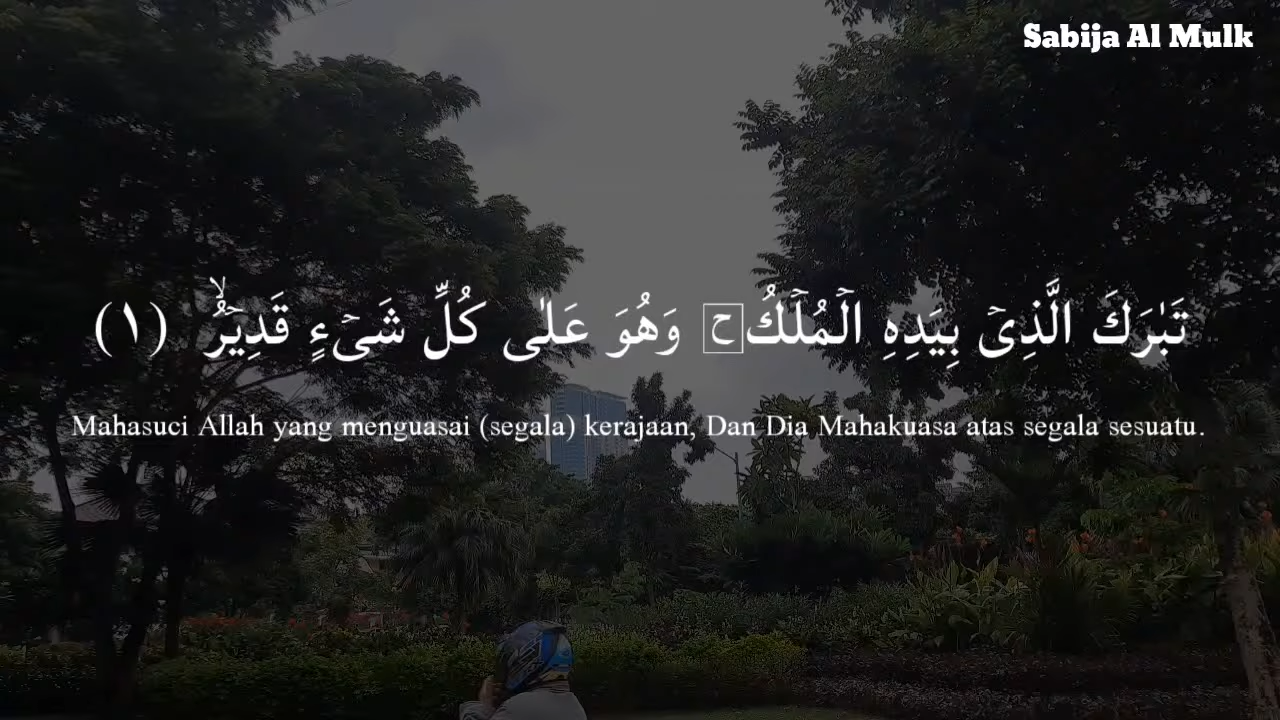 Sabija Al Mulk
تَبٰرَكَ الَّذِىۡ بِيَدِهِ الۡمُلۡكُ ح وَهُوَ عَلٰى كُلِّ شَىۡءٍ قَدِيۡرُۙ (١)
Mahasuci Allah yang menguasai (segala) kerajaan, Dan Dia Mahakuasa atas segala sesuatu.